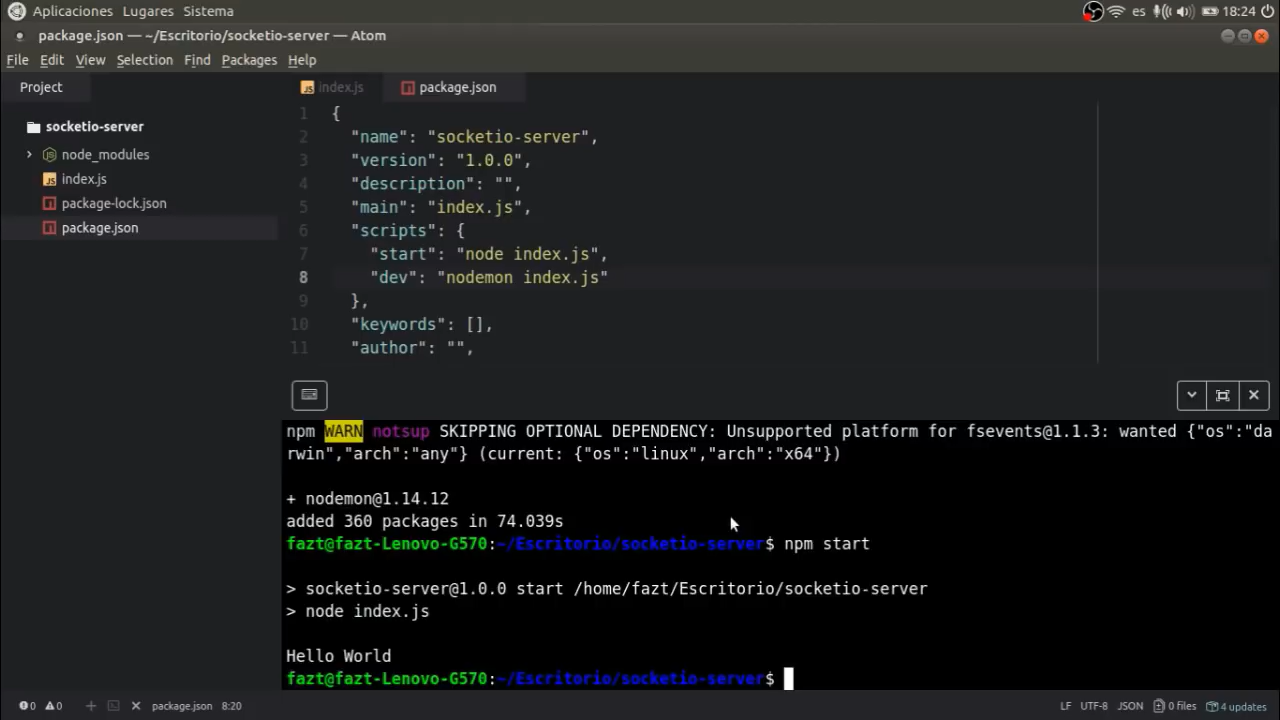 Aplicaciones Lugares Sistema
es 18:24
package.json — ~/Escritorio/socketio-server — Atom
File Edit View Selection Find Packages Help
Project
index.js package.json
socketio-server
node_modules
index.js
package-lock.json
package.json
1 {
2 "name": "socketio-server",
3 "version": "1.0.0",
4 "description": "",
5 "main": "index.js",
6 "scripts": {
7 "start": "node index.js",
8 "dev": "nodemon index.js"
9 },
10 "keywords": [],
11 "author": "",
npm WARN notsup SKIPPING OPTIONAL DEPENDENCY: Unsupported platform for fsevents@1.1.3: wanted {"os":"da
rwin","arch":"any"} (current: {"os":"linux","arch":"x64"})
+ nodemon@1.14.12
added 360 packages in 74.039s
fazt@fazt-Lenovo-G570:~/Escritorio/socketio-server$ npm start
> socketio-server@1.0.0 start /home/fazt/Escritorio/socketio-server
> node index.js
Hello World
fazt@fazt-Lenovo-G570:~/Escritorio/socketio-server$
0 0 package.json 8:20 LF UTF-8 JSON 0 files 4 updates